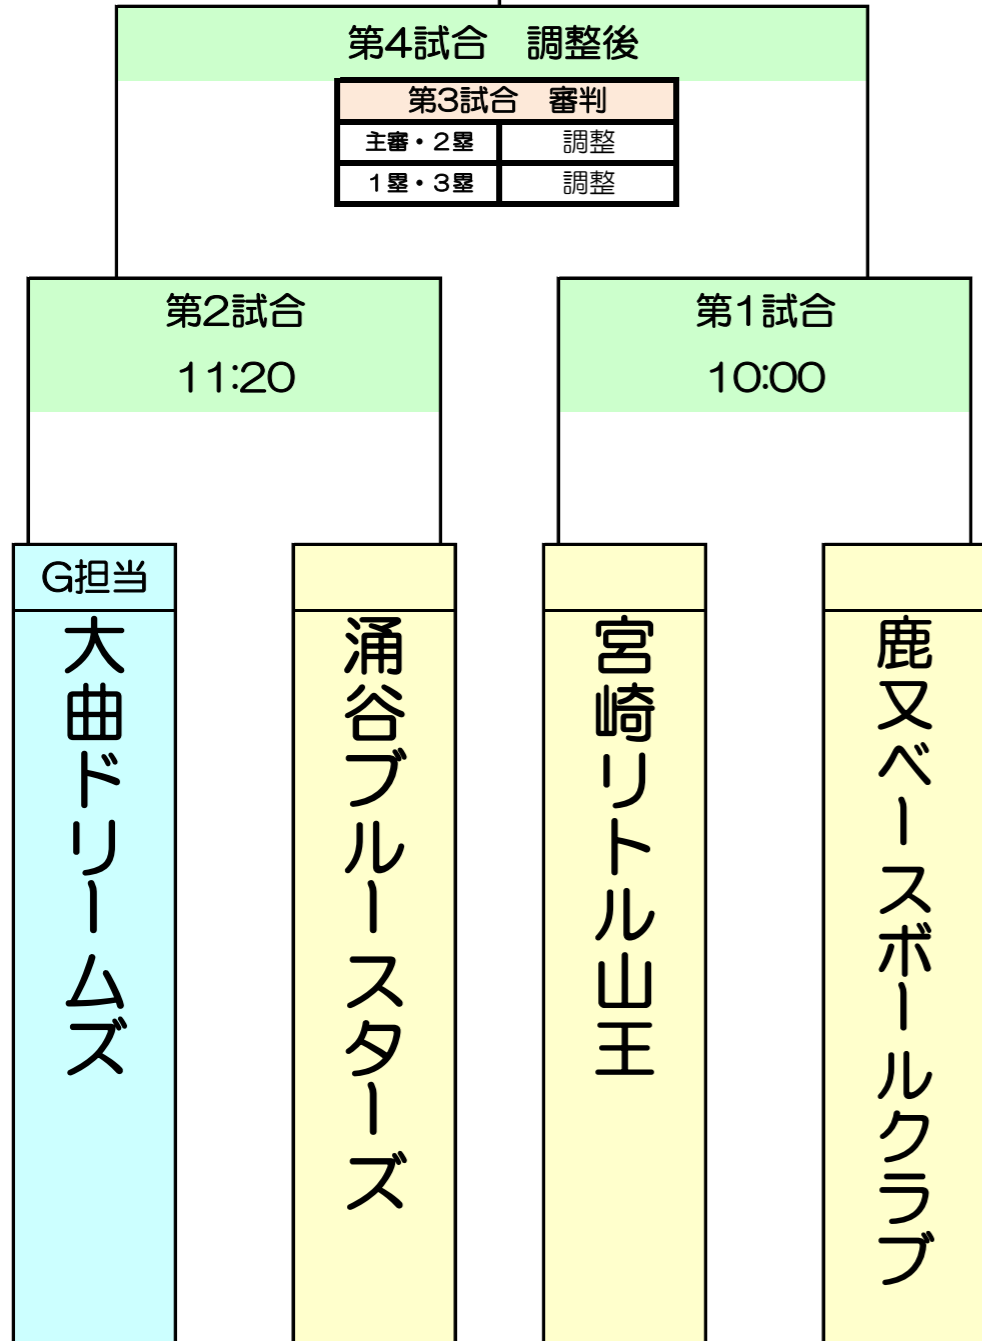 第4試合　調整後
第3試合　審判
主審・2塁　調整
1塁・3塁　調整
第2試合
11:20
第1試合
10:00
G担当
大曲ドリームズ
涌谷ブルースターズ
宮崎リトル山王
鹿又ベースボールクラブ